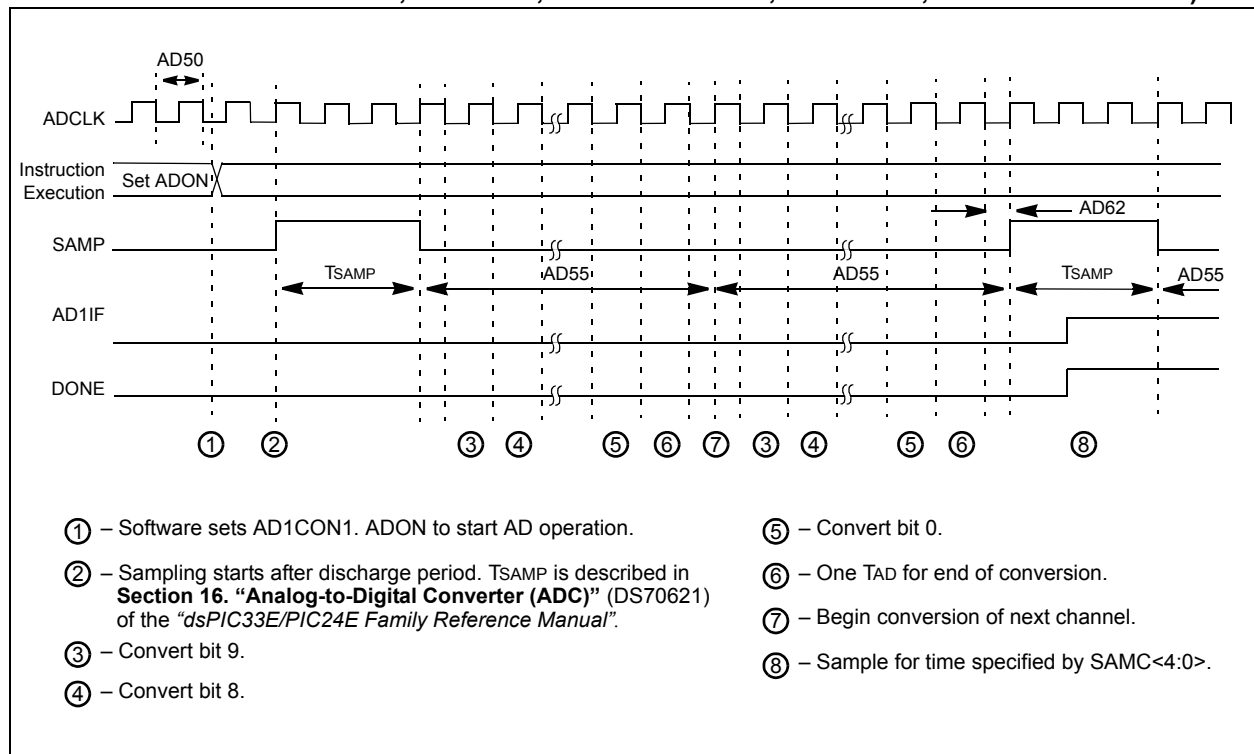 AD50
ADCLK
Instruction
Execution
Set ADON
AD62
SAMP
TSAMP
AD55
AD55
TSAMP
AD55
AD1IF
DONE
1 2 3 4 5 6 7 3 4 5 6 8
1 – Software sets AD1CON1. ADON to start AD operation.
2 – Sampling starts after discharge period. TSAMP is described in
Section 16. “Analog-to-Digital Converter (ADC)” (DS70621)
of the “dsPIC33E/PIC24E Family Reference Manual”.
3 – Convert bit 9.
4 – Convert bit 8.
5 – Convert bit 0.
6 – One TAD for end of conversion.
7 – Begin conversion of next channel.
8 – Sample for time specified by SAMC<4:0>.